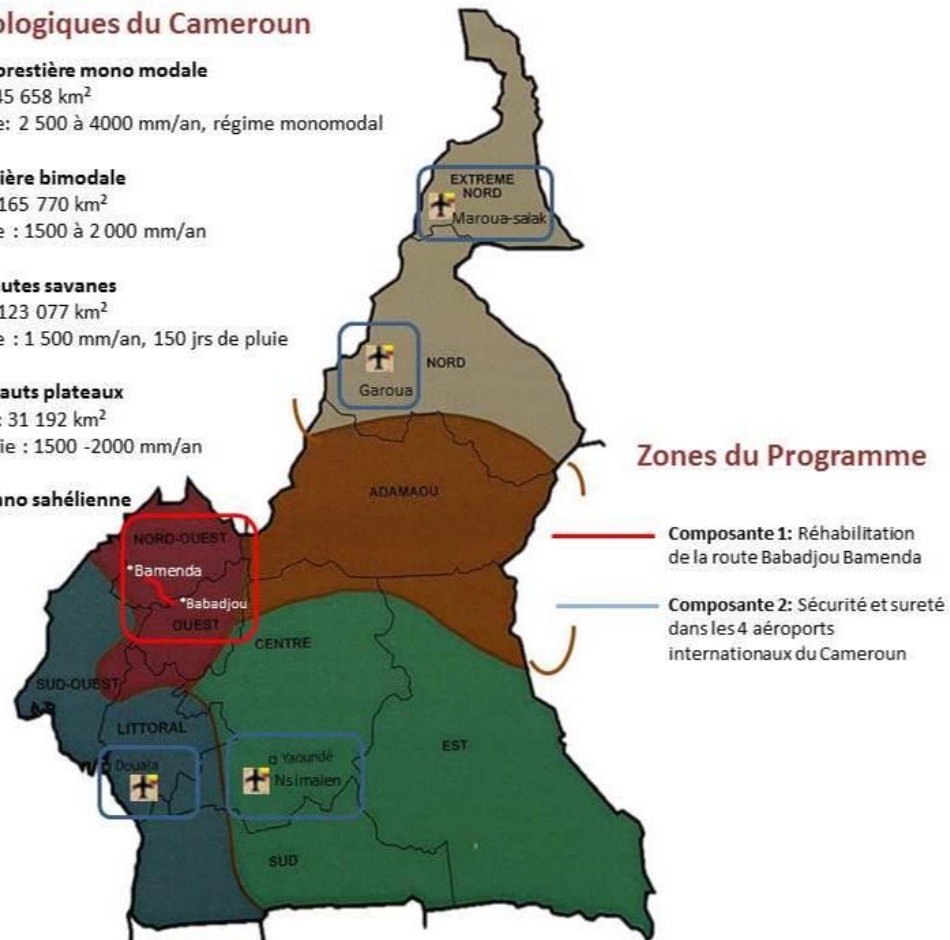 ologiques du Cameroun
orestière mono modale
45 658 km²
e: 2 500 à 4000 mm/an, régime monomodal
ière bimodale
165 770 km²
e : 1500 à 2 000 mm/an
utes savanes
123 077 km²
e : 1 500 mm/an, 150 jrs de pluie
auts plateaux
: 31 192 km²
ie : 1500 -2000 mm/an
no sahélienne
EXTREME
NORD
Maroua-salak
NORD
Garoua
ADAMAOU
NORD-OUEST
*Bamenda
*Babadjou
OUEST
CENTRE
SUD-OUEST
LITTORAL
EST
Douala
Yaoundé
Nsimalen
SUD
Zones du Programme
Composante 1: Réhabilitation
de la route Babadjou Bamenda
Composante 2: Sécurité et sureté
dans les 4 aéroports
internationaux du Cameroun